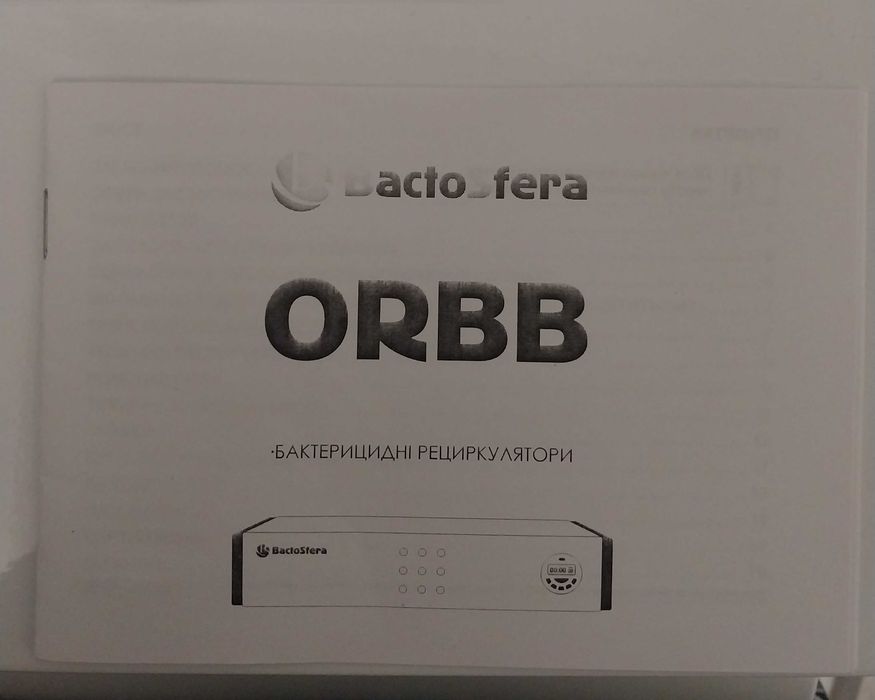 BactoSfera
ORBB
·БАКТЕРИЦИДНІ РЕЦИРКУЛЯТОРИ
BactoSfera
00:00